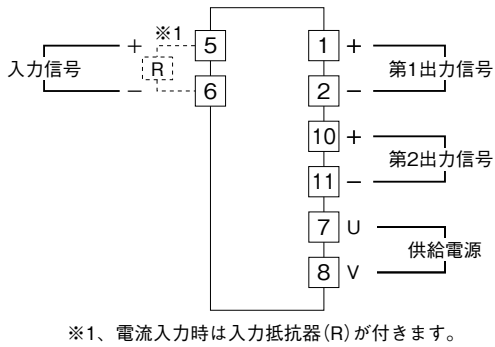 ※1
入力信号
+
−
R
5
6
1 +
2 −
第1出力信号
10 +
11 −
第2出力信号
7 U
8 V
供給電源
※1、電流入力時は入力抵抗器(R)が付きます。